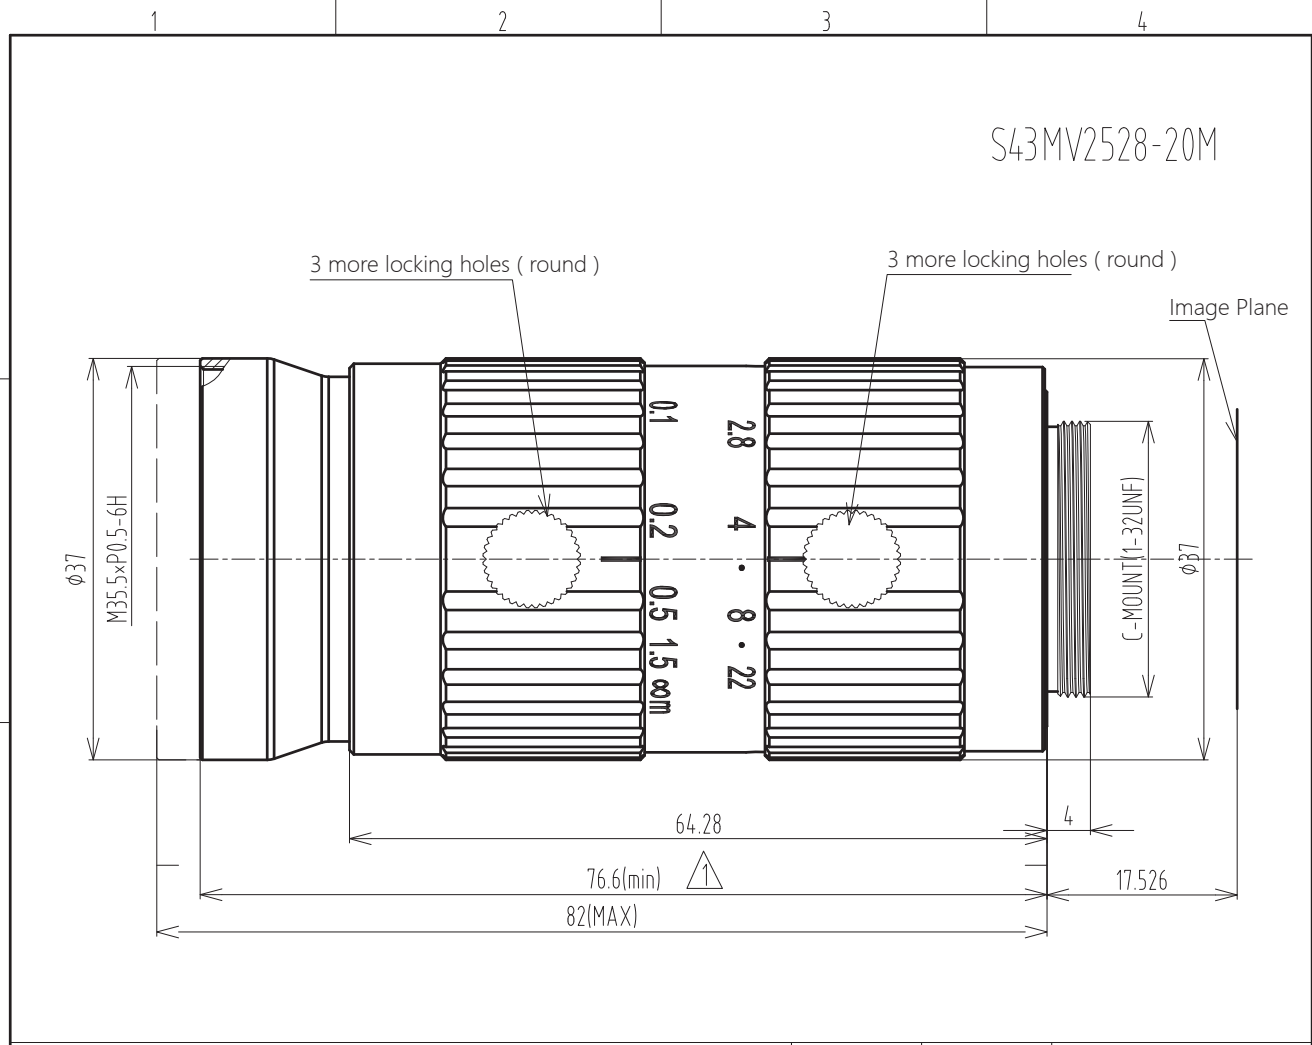 1 2 3 4
S43MV2528-20M
3 more locking holes ( round )
3 more locking holes ( round )
Image Plane
0.1
0.2
0.5
1.5
∞m
2.8
4
•
8
•
22
φ37
M35.5xP0.5-6H
C-MOUNT(1-32UNF)
φ37
64.28
4
76.6(min)
1
17.526
82(MAX)